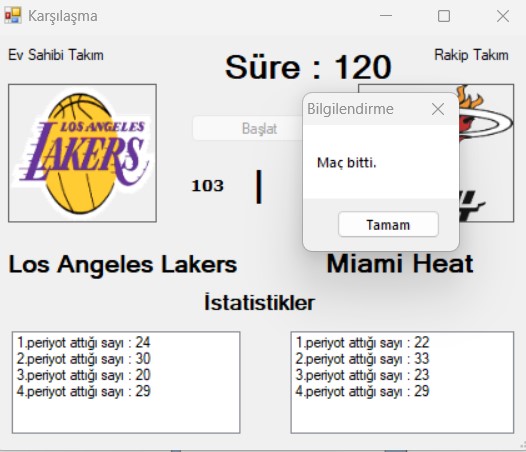 Karşılaşma
Ev Sahibi Takım
Süre : 120
Rakip Takım
LOS ANGELES
LAKERS
Başlat
Bilgilendirme
Maç bitti.
Tamam
103
Los Angeles Lakers
Miami Heat
İstatistikler
1.periyot attığı sayı : 24
2.periyot attığı sayı : 30
3.periyot attığı sayı : 20
4.periyot attığı sayı : 29
1.periyot attığı sayı : 22
2.periyot attığı sayı : 33
3.periyot attığı sayı : 23
4.periyot attığı sayı : 29